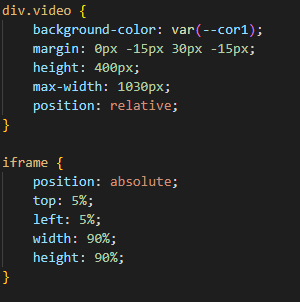 div.video {
    background-color: var(--cor1);
    margin: 0px -15px 30px -15px;
    height: 400px;
    max-width: 1030px;
    position: relative;
}

iframe {
    position: absolute;
    top: 5%;
    left: 5%;
    width: 90%;
    height: 90%;
}